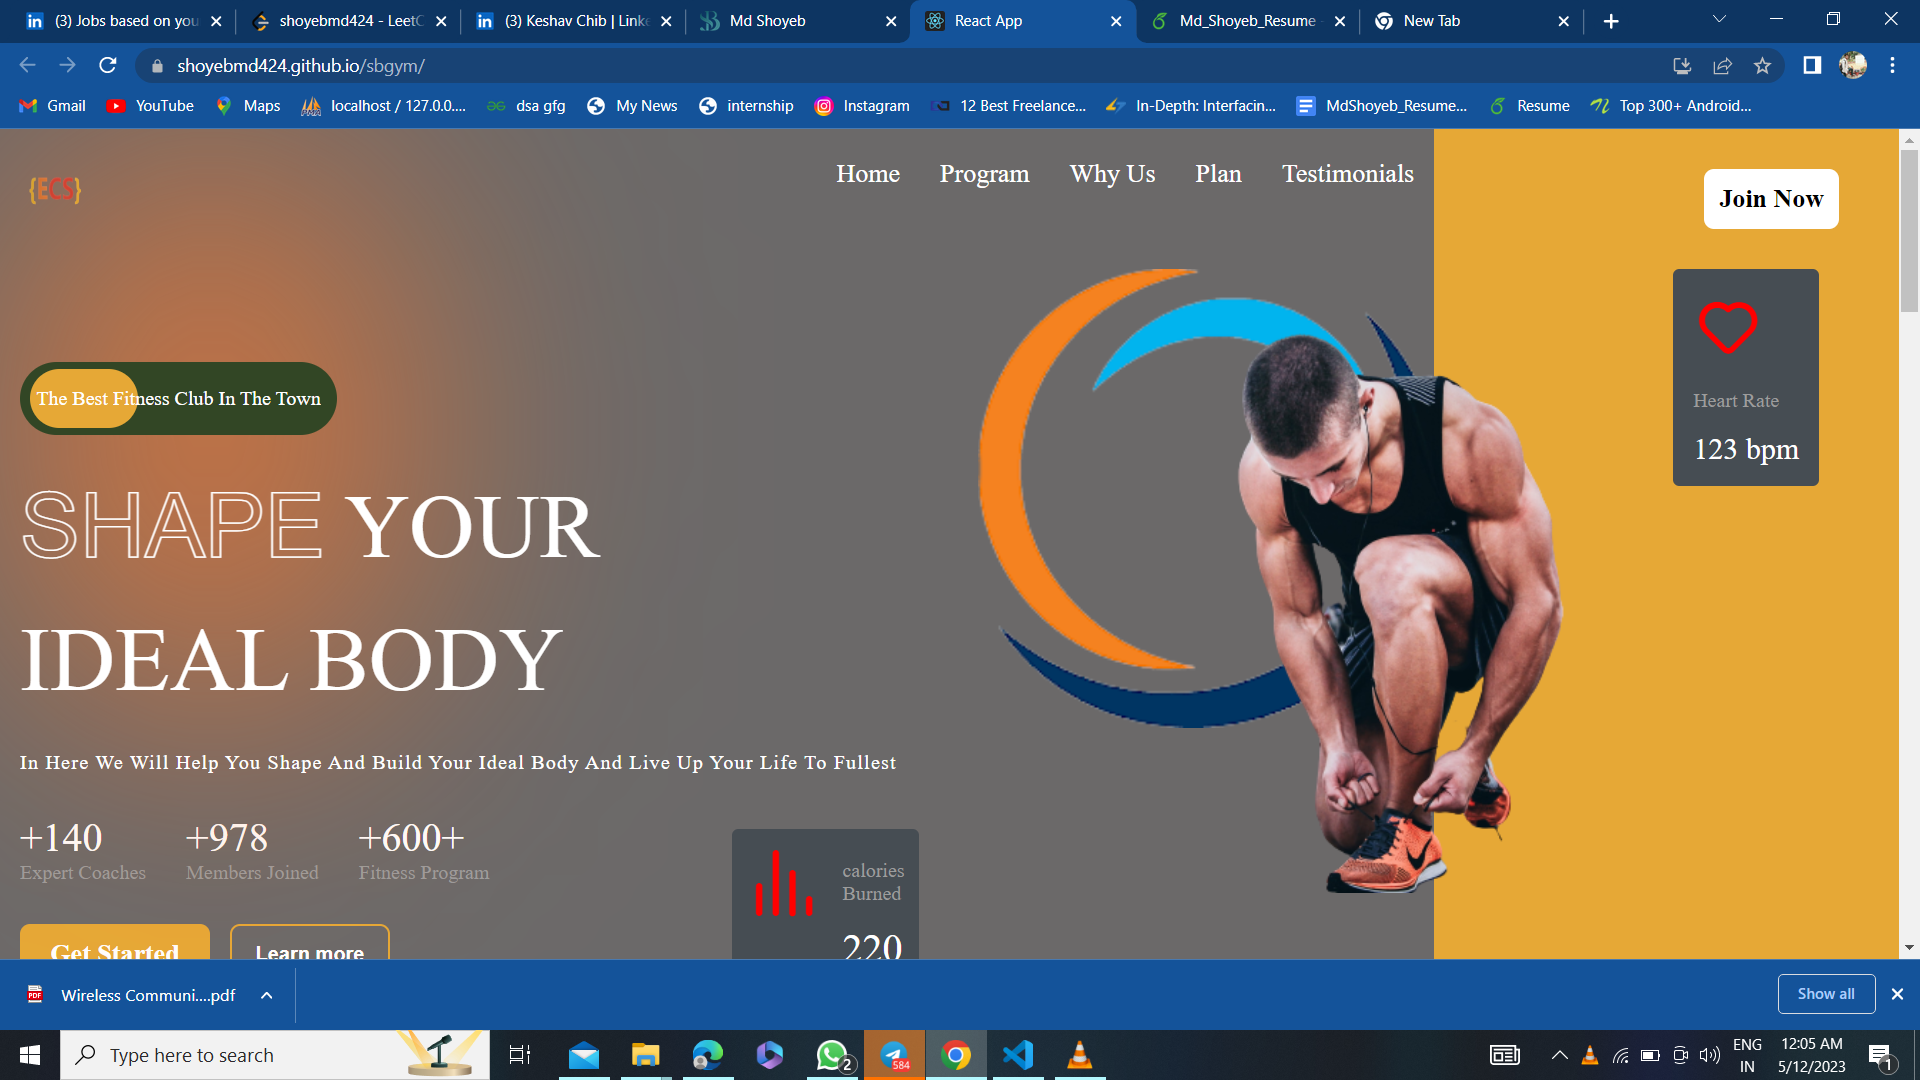 (3) Jobs based on you
shoyebmd424 - LeetC
(3) Keshav Chib | Linke
Md Shoyeb
React App
Md_Shoyeb_Resume -
New Tab
shoyebmd424.github.io/sbgym/
Gmail
YouTube
Maps
localhost / 127.0.0....
dsa gfg
My News
internship
Instagram
12 Best Freelance...
In-Depth: Interfacin...
MdShoyeb_Resume...
Resume
Top 300+ Android...
{ECS}
Home
Program
Why Us
Plan
Testimonials
Join Now
Heart Rate
123 bpm
The Best Fitness Club In The Town
SHAPE YOUR
IDEAL BODY
In Here We Will Help You Shape And Build Your Ideal Body And Live Up Your Life To Fullest
+140
Expert Coaches
+978
Members Joined
+600+
Fitness Program
calories
Burned
220
Get Started
Learn more
PDF
Wireless Communi....pdf
Show all
Type here to search
2
584
ENG
IN
12:05 AM
5/12/2023
1